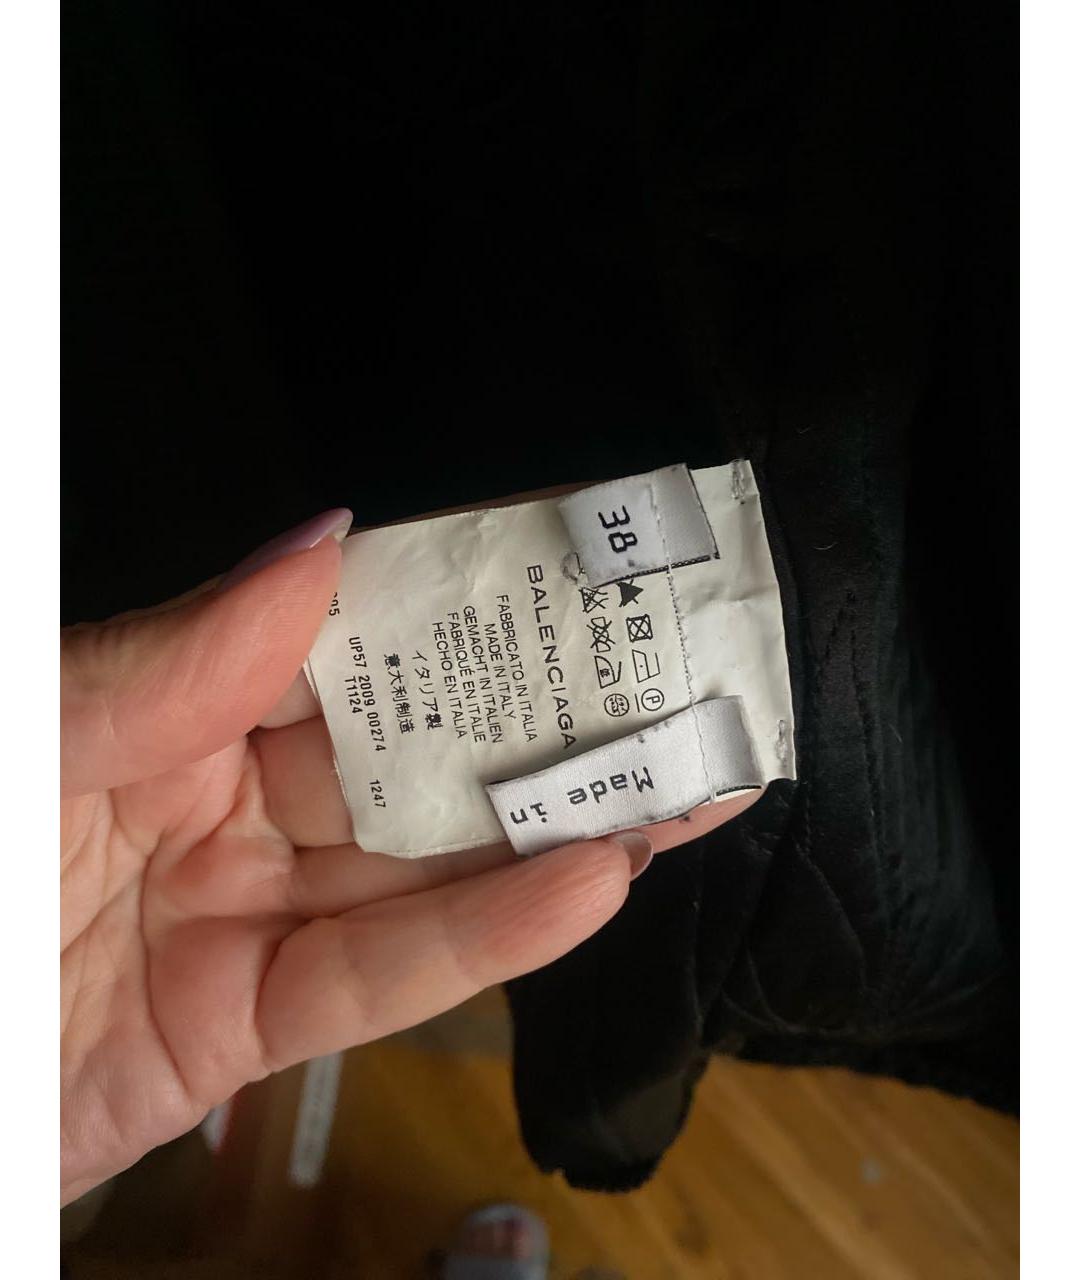 38
BALENCIAGA
FABBRICATO IN ITALIA
MADE IN ITALY
GEMACHT IN ITALIEN
FABRIQUÉ EN ITALIE
HECHO EN ITALIA
イタリア製
意大利制造
UP57 2009 00274 1247
T1124
Made
in
P